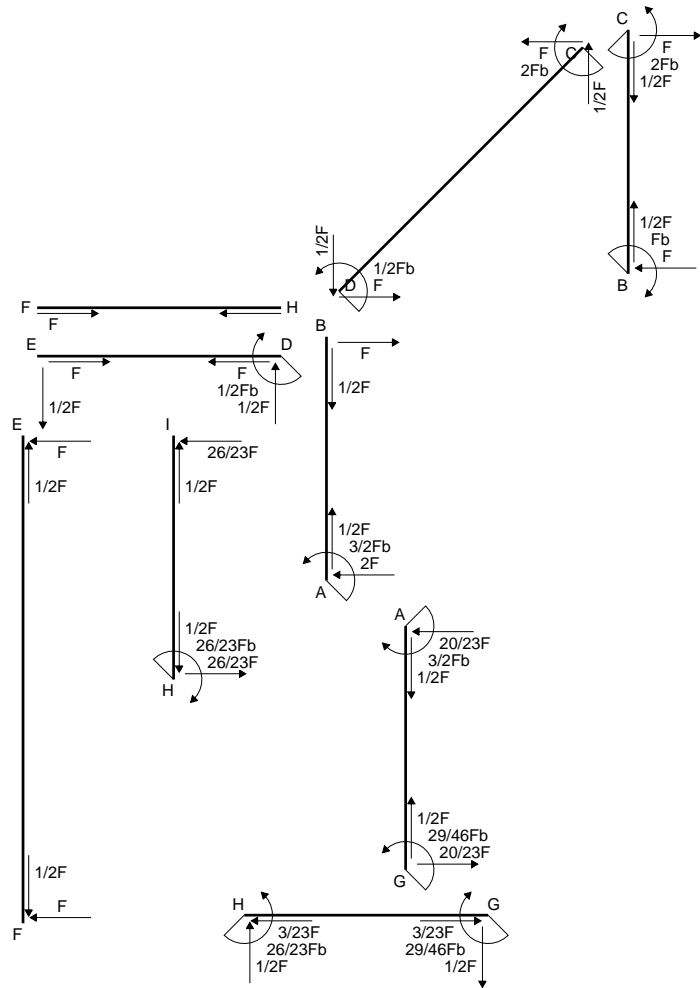 C
F
2Fb
1/2F
C
F
2Fb
1/2F
1/2F
Fb
F
B
1/2F
D
1/2Fb
F
F
H
F
E
D
F
F
1/2Fb
1/2F
1/2F
B
F
1/2F
1/2F
3/2Fb
2F
A
E
F
1/2F
1/2F
F
F
I
26/23F
1/2F
1/2F
26/23Fb
26/23F
H
A
20/23F
3/2Fb
1/2F
1/2F
29/46Fb
20/23F
G
H
G
3/23F
26/23Fb
1/2F
3/23F
29/46Fb
1/2F